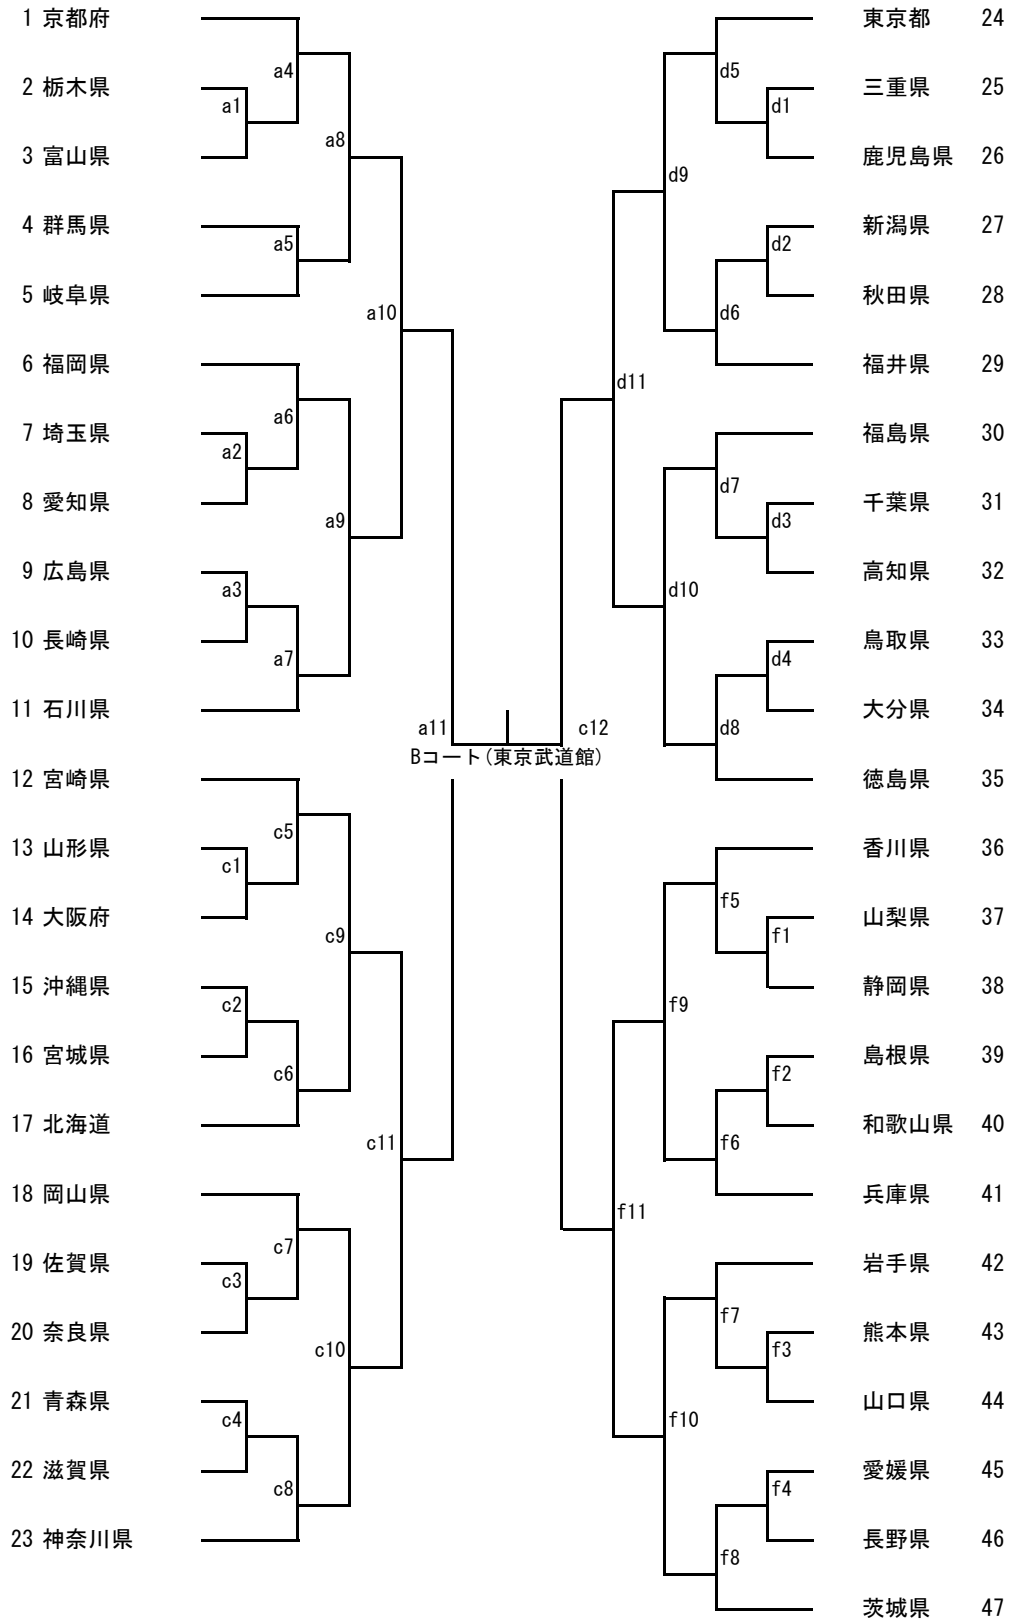 1 京都府
2 栃木県
3 富山県
4 群馬県
5 岐阜県
6 福岡県
7 埼玉県
8 愛知県
9 広島県
10 長崎県
11 石川県
12 宮崎県
13 山形県
14 大阪府
15 沖縄県
16 宮城県
17 北海道
18 岡山県
19 佐賀県
20 奈良県
21 青森県
22 滋賀県
23 神奈川県
a1
a2
a3
c1
c2
c3
c4
a4
a5
a6
a7
c5
c6
c7
c8
a8
a9
c9
c10
a10
c11
a11
Bコート(東京武道館)
c12
d11
f11
d9
d10
f9
f10
d5
d6
d7
d8
f5
f6
f7
f8
d1
d2
d3
d4
f1
f2
f3
f4
東京都 24
三重県 25
鹿児島県 26
新潟県 27
秋田県 28
福井県 29
福島県 30
千葉県 31
高知県 32
鳥取県 33
大分県 34
徳島県 35
香川県 36
山梨県 37
静岡県 38
島根県 39
和歌山県 40
兵庫県 41
岩手県 42
熊本県 43
山口県 44
愛媛県 45
長野県 46
茨城県 47